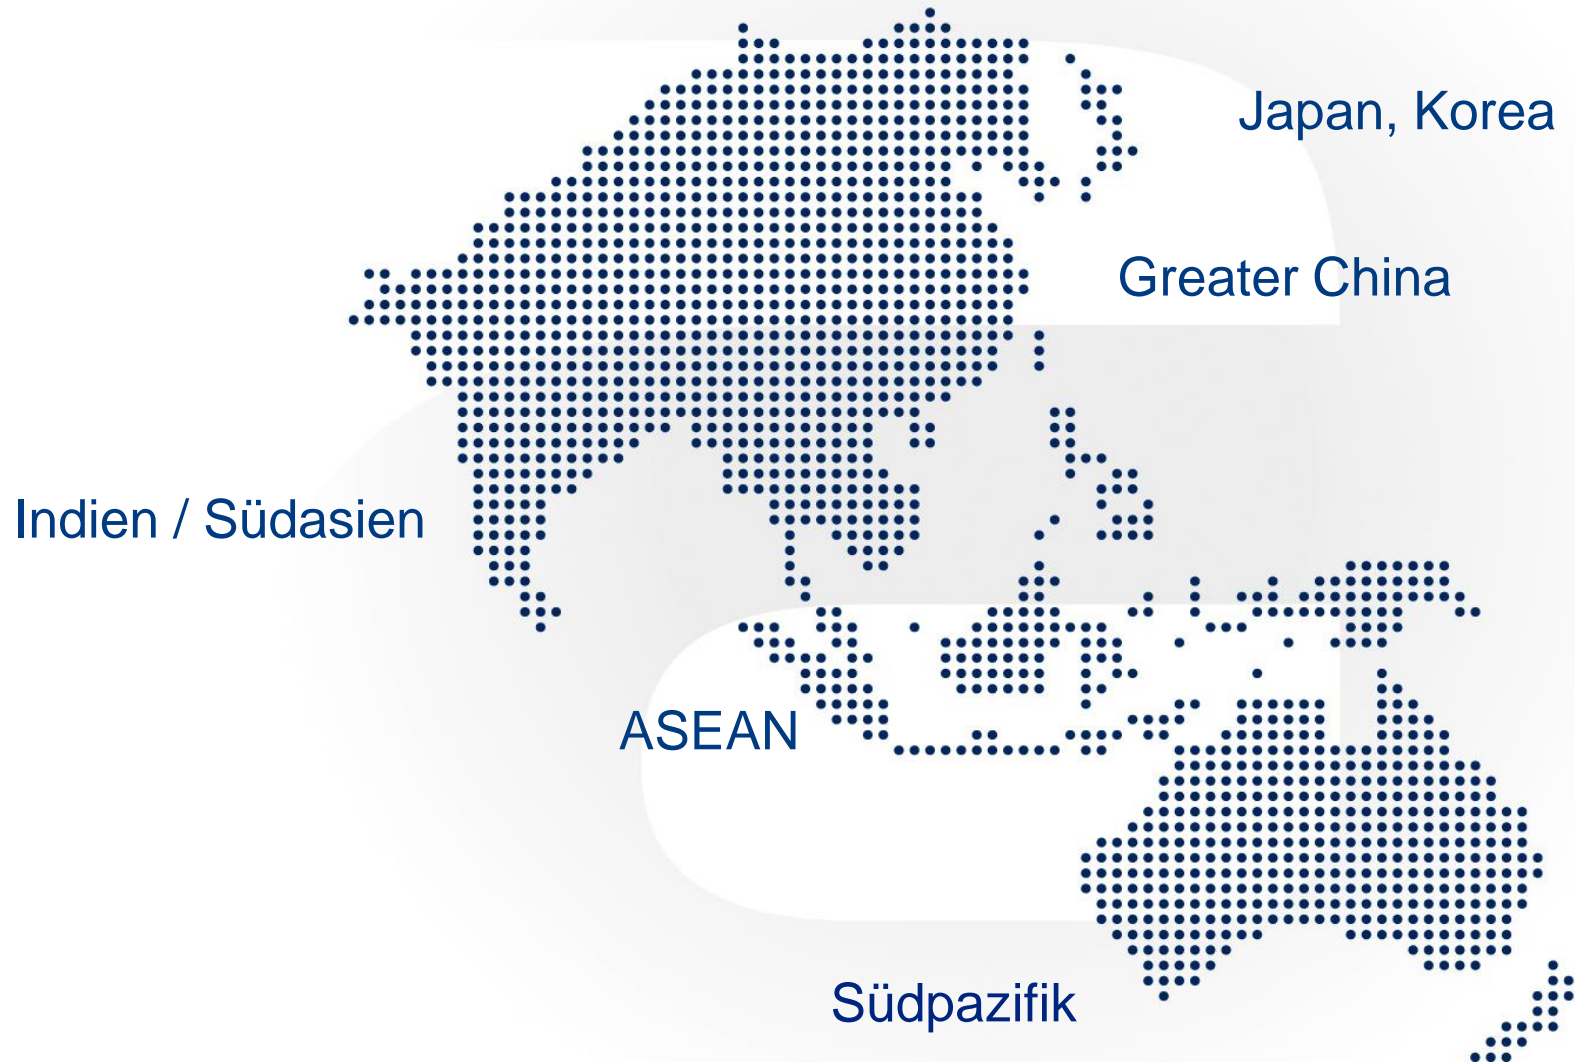 Japan, Korea
Greater China
Indien / Südasien
ASEAN
Südpazifik